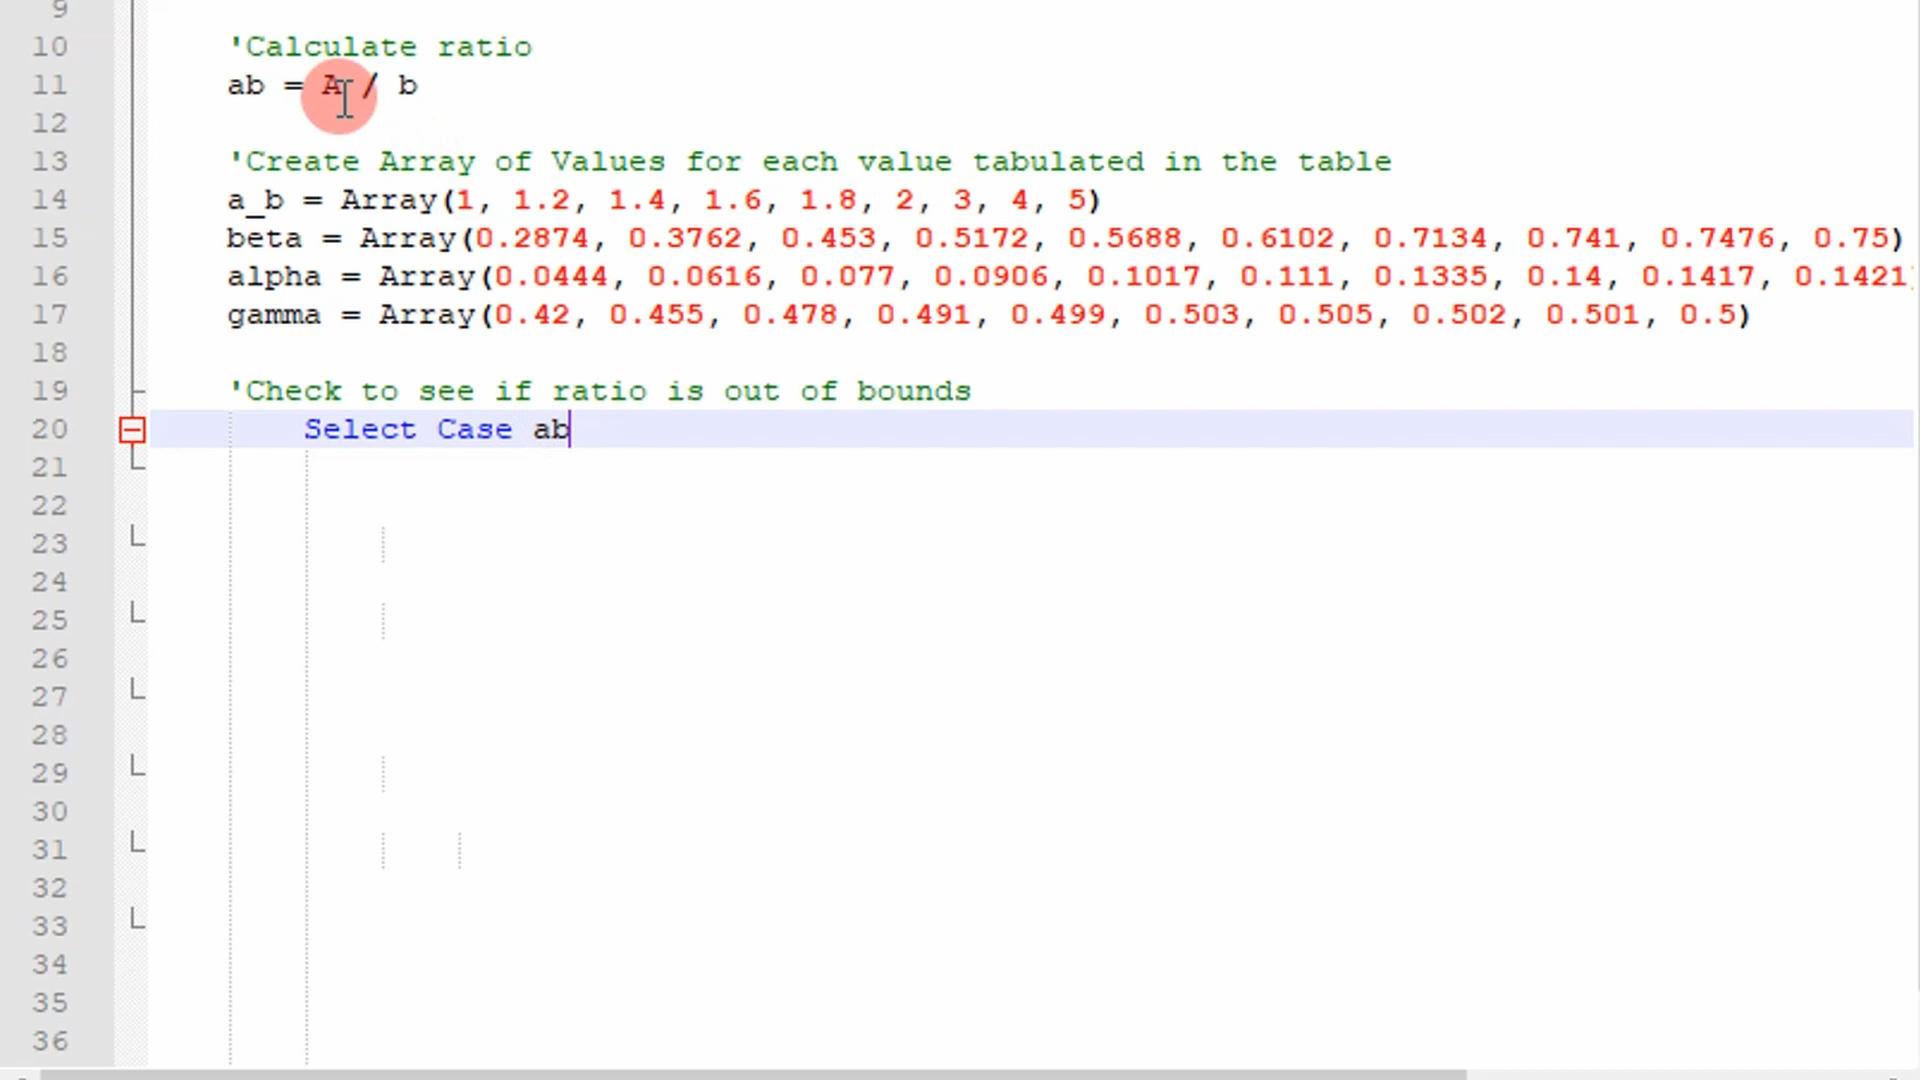 9
10 'Calculate ratio
11 ab = A / b
12
13 'Create Array of Values for each value tabulated in the table
14 a_b = Array(1, 1.2, 1.4, 1.6, 1.8, 2, 3, 4, 5)
15 beta = Array(0.2874, 0.3762, 0.453, 0.5172, 0.5688, 0.6102, 0.7134, 0.741, 0.7476, 0.75)
16 alpha = Array(0.0444, 0.0616, 0.077, 0.0906, 0.1017, 0.111, 0.1335, 0.14, 0.1417, 0.1421
17 gamma = Array(0.42, 0.455, 0.478, 0.491, 0.499, 0.503, 0.505, 0.502, 0.501, 0.5)
18
19 'Check to see if ratio is out of bounds
20 Select Case ab
21
22
23
24
25
26
27
28
29
30
31
32
33
34
35
36